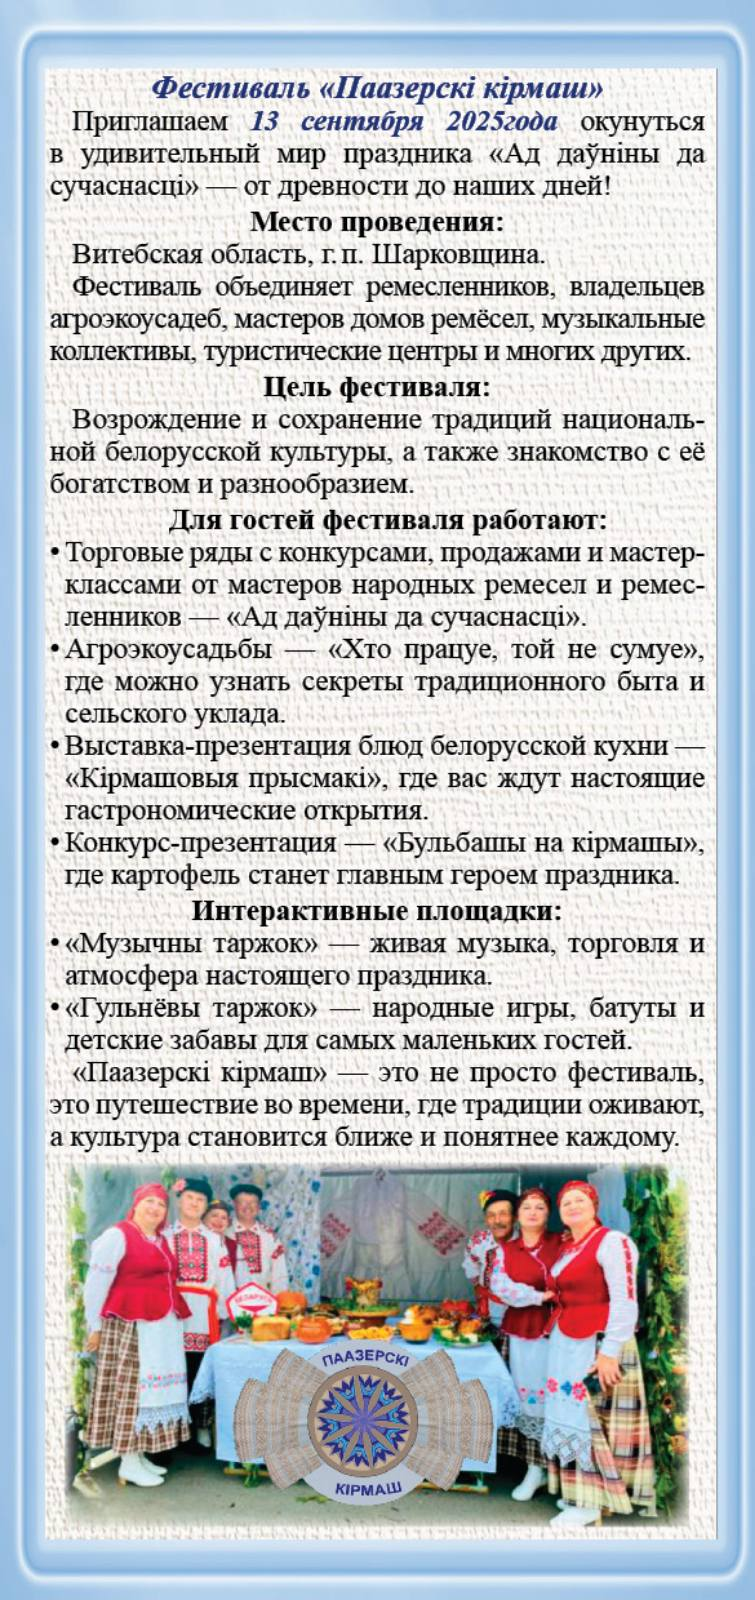 Фестиваль «Паазерскі кірмаш»
Приглашаем 13 сентября 2025года окунуться
в удивительный мир праздника «Ад даўніны да
сучаснасці» — от древности до наших дней!
Место проведения:
Витебская область, г. п. Шарковщина.
Фестиваль объединяет ремесленников, владельцев
агроэкоусадеб, мастеров домов ремёсел, музыкальные
коллективы, туристические центры и многих других.
Цель фестиваля:
Возрождение и сохранение традиций националь-
ной белорусской культуры, а также знакомство с её
богатством и разнообразием.
Для гостей фестиваля работают:
• Торговые ряды с конкурсами, продажами и мастер-
классами от мастеров народных ремесел и ремес-
ленников — «Ад даўніны да сучаснасці».
• Агроэкоусадьбы — «Хто працуе, той не сумуе»,
где можно узнать секреты традиционного быта и
сельского уклада.
• Выставка-презентация блюд белорусской кухни —
«Кірмашовыя прысмакі», где вас ждут настоящие
гастрономические открытия.
• Конкурс-презентация — «Бульбашы на кірмашы»,
где картофель станет главным героем праздника.
Интерактивные площадки:
• «Музычны таржок» — живая музыка, торговля и
атмосфера настоящего праздника.
• «Гульнёвы таржок» — народные игры, батуты и
детские забавы для самых маленьких гостей.
«Паазерскі кірмаш» — это не просто фестиваль,
это путешествие во времени, где традиции оживают,
а культура становится ближе и понятнее каждому.
БЕЛАРУСЬ
ПААЗЕРСКІ
КІРМАШ